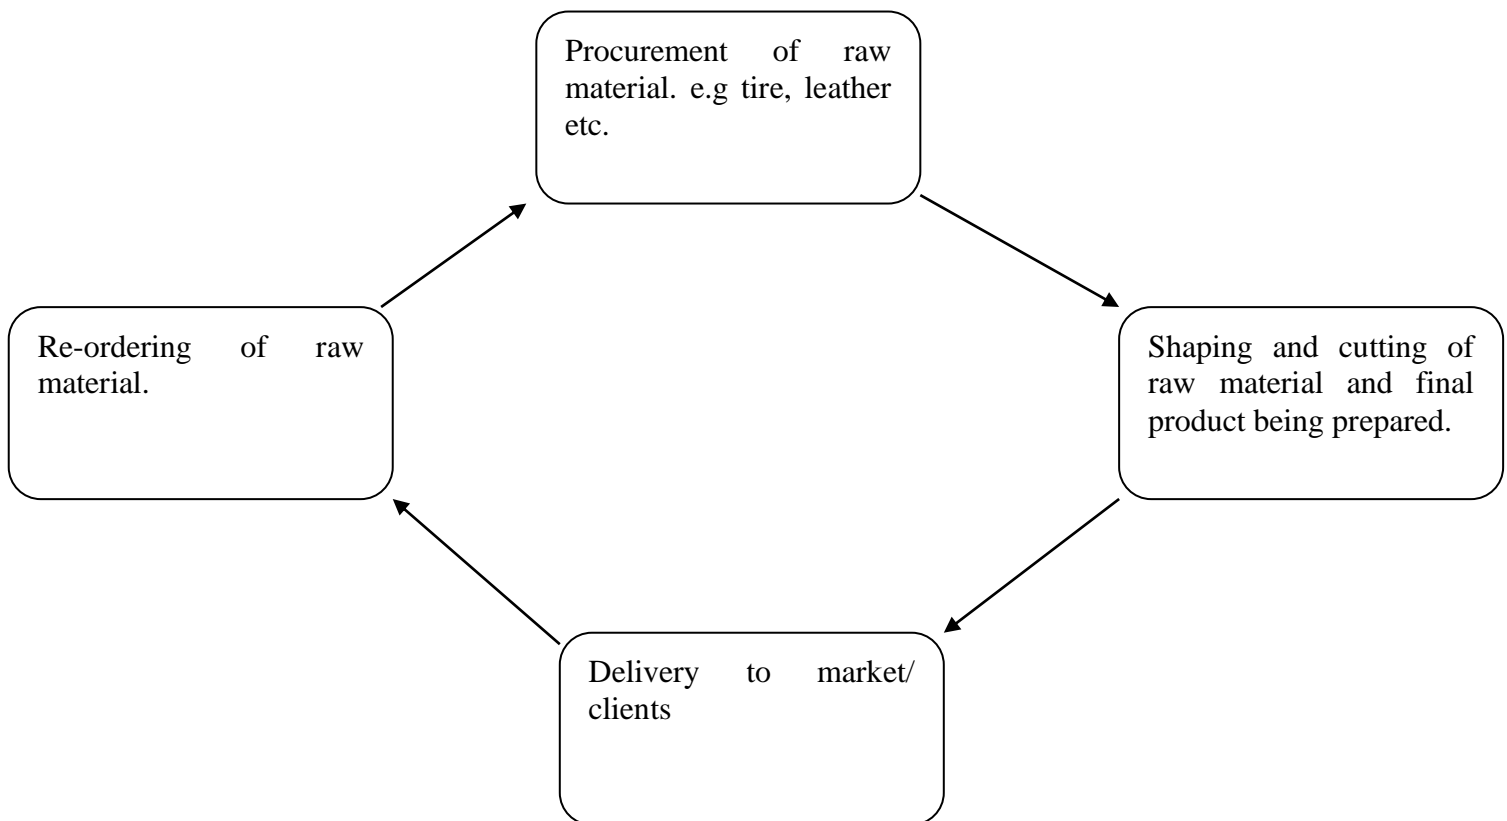 Procurement of raw
material. e.g tire, leather
etc.
Re-ordering of raw
material.
Shaping and cutting of
raw material and final
product being prepared.
Delivery to market/
clients